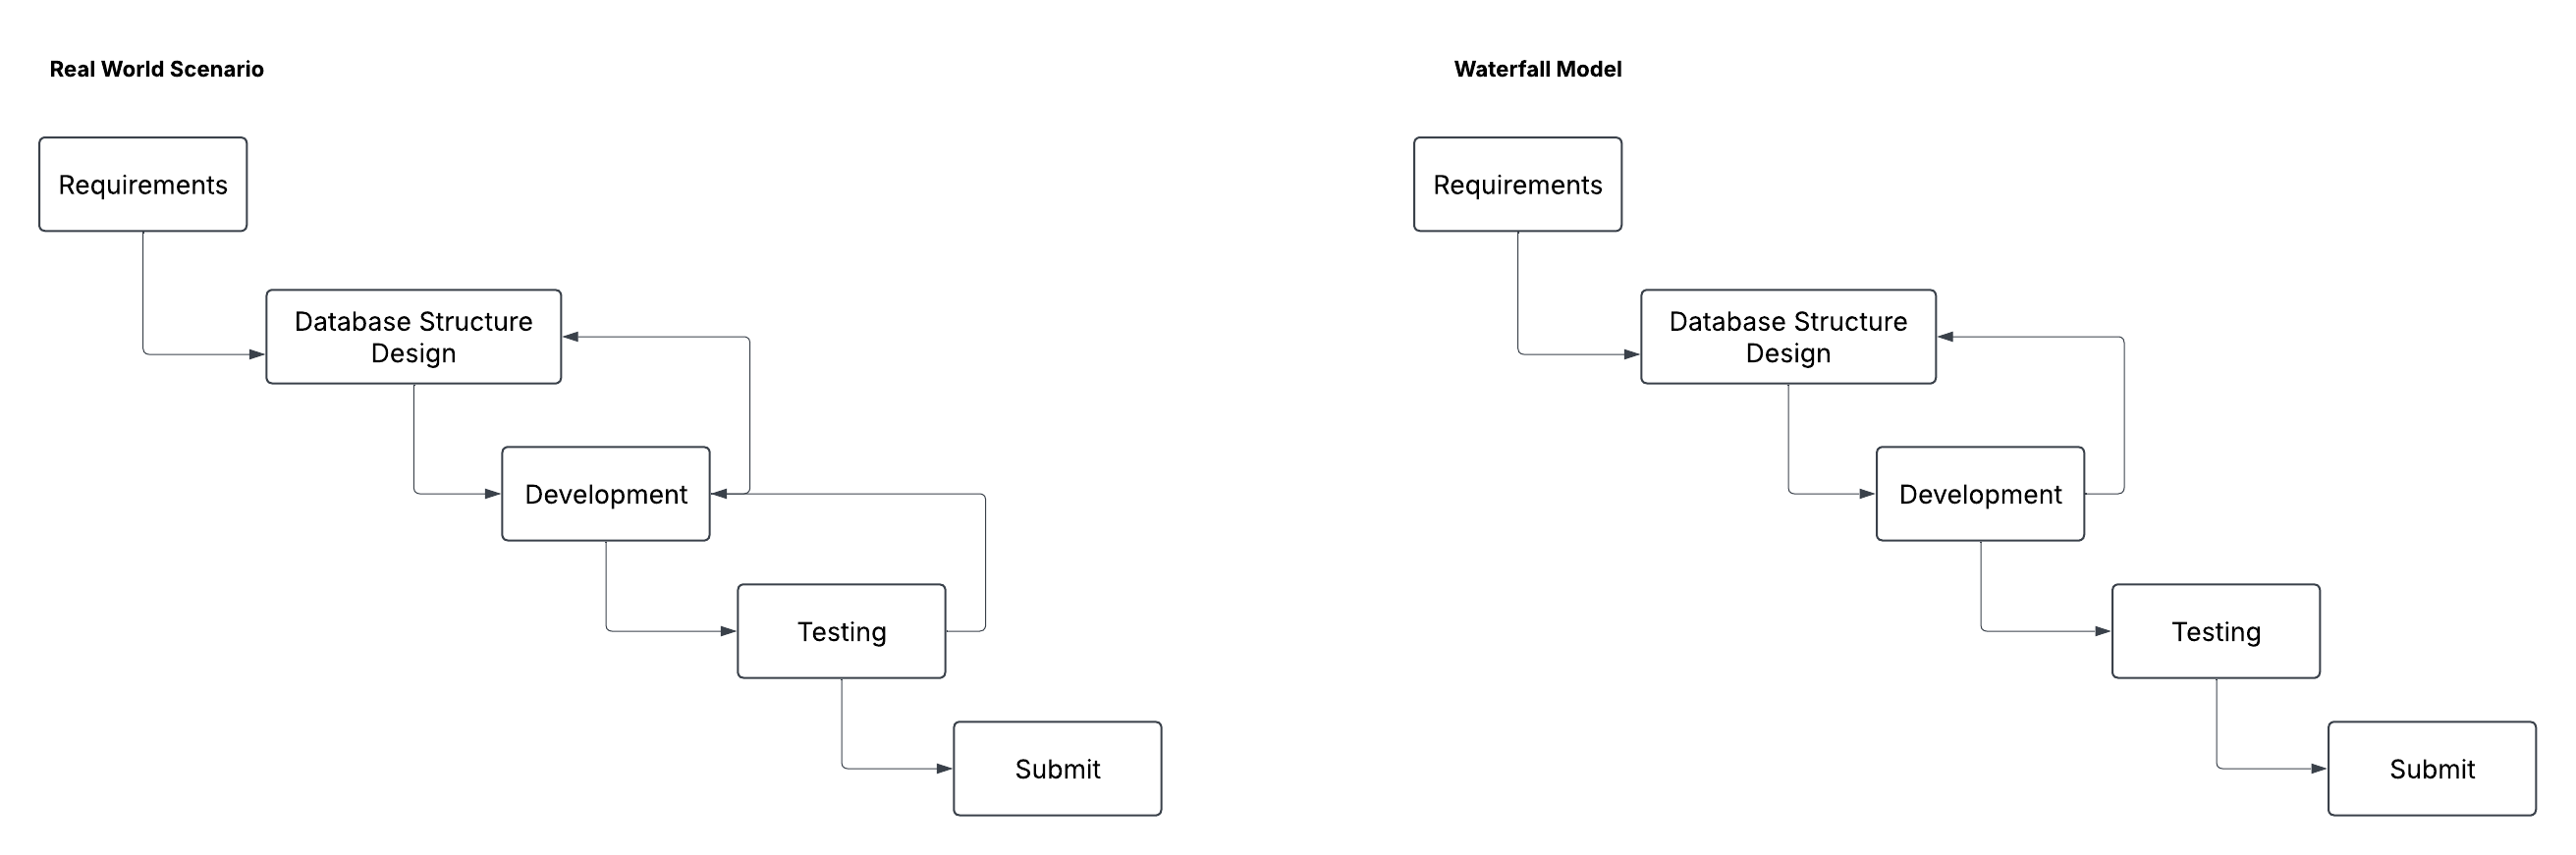 Real World Scenario
Requirements
Database Structure
Design
Development
Testing
Submit
Waterfall Model
Requirements
Database Structure
Design
Development
Testing
Submit